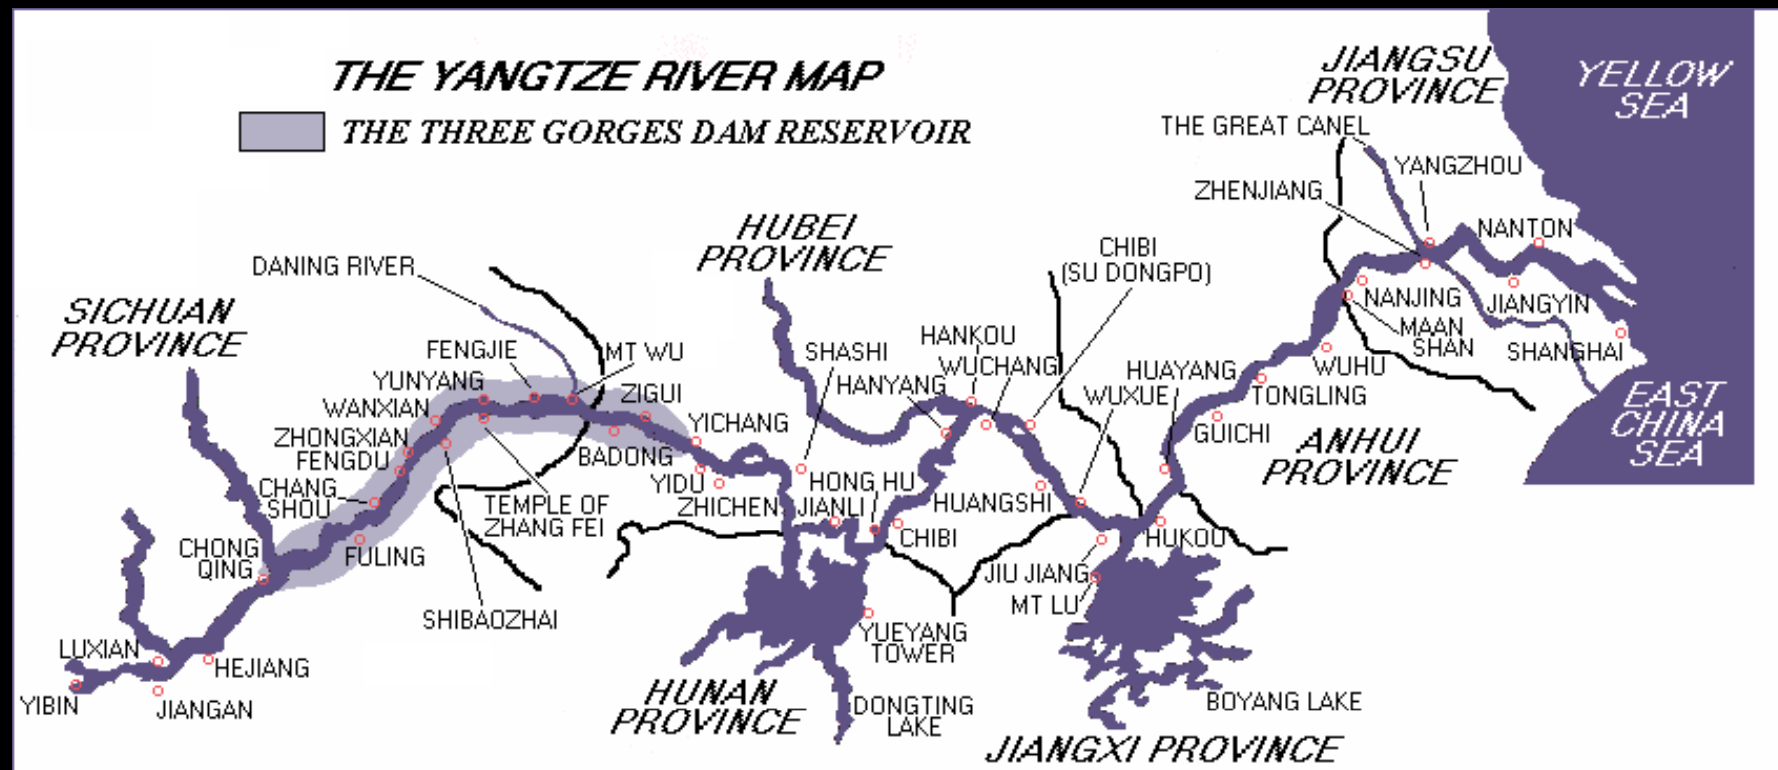 THE YANGTZE RIVER MAP
THE THREE GORGES DAM RESERVOIR
JIANGSU
PROVINCE
YELLOW
SEA
THE GREAT CANEL
YANGZHOU
ZHENJIANG
NANTON
HUBEI
PROVINCE
CHIBI
(SU DONGPO)
DANING RIVER
SICHUAN
PROVINCE
NANJING
JIANGYIN
MAAN
SHAN
SHANGHAI
HANKOU
FENGJIE
MT WU
SHASHI
WUCHANG
HUAYANG
WUHU
YUNYANG
ZIGUI
HANYANG
WUXUE
TONGLING
EAST
CHINA
SEA
WANXIAN
YICHANG
GUICHI
ANHUI
PROVINCE
ZHONGXIAN
FENGDU
BADONG
CHANG
SHOU
YIDU
ZHICHEN
HONG HU
JIANLI
HUANGSHI
TEMPLE OF
ZHANG FEI
CHIBI
HUKOU
CHONG
QING
FULING
JIU JIANG
MT LU
SHIBAOZHAI
YUEYANG
TOWER
LUXIAN
HEJIANG
YIBIN
JIANGAN
HUNAN
PROVINCE
DONGTING
LAKE
BOYANG LAKE
JIANGXI PROVINCE